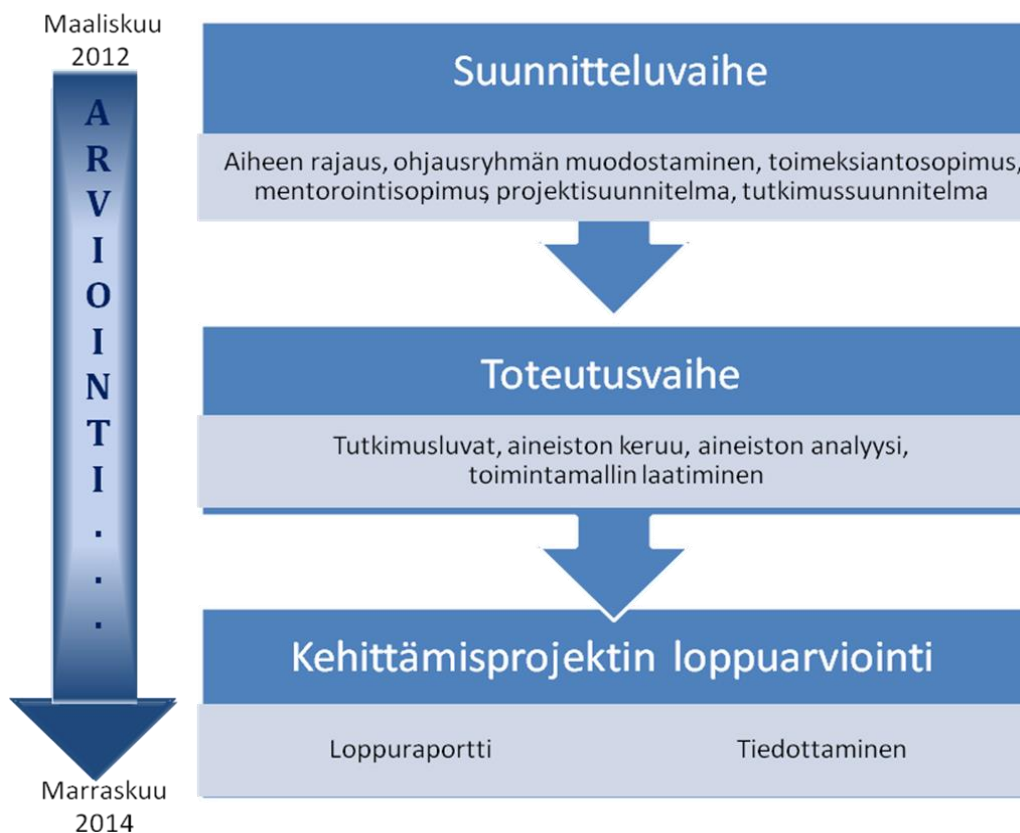 Maaliskuu
2012
A
R
V
I
O
I
N
T
I
.
.
.
Marraskuu
2014
Suunnitteluvaihe
Aiheen rajaus, ohjausryhmän muodostaminen, toimeksiantosopimus,
mentorointisopimus, projektisuunnitelma, tutkimussuunnitelma
Toteutusvaihe
Tutkimusluvat, aineiston keruu, aineiston analyysi,
toimintamallin laatiminen
Kehittämisprojektin loppuarviointi
Loppuraportti Tiedottaminen